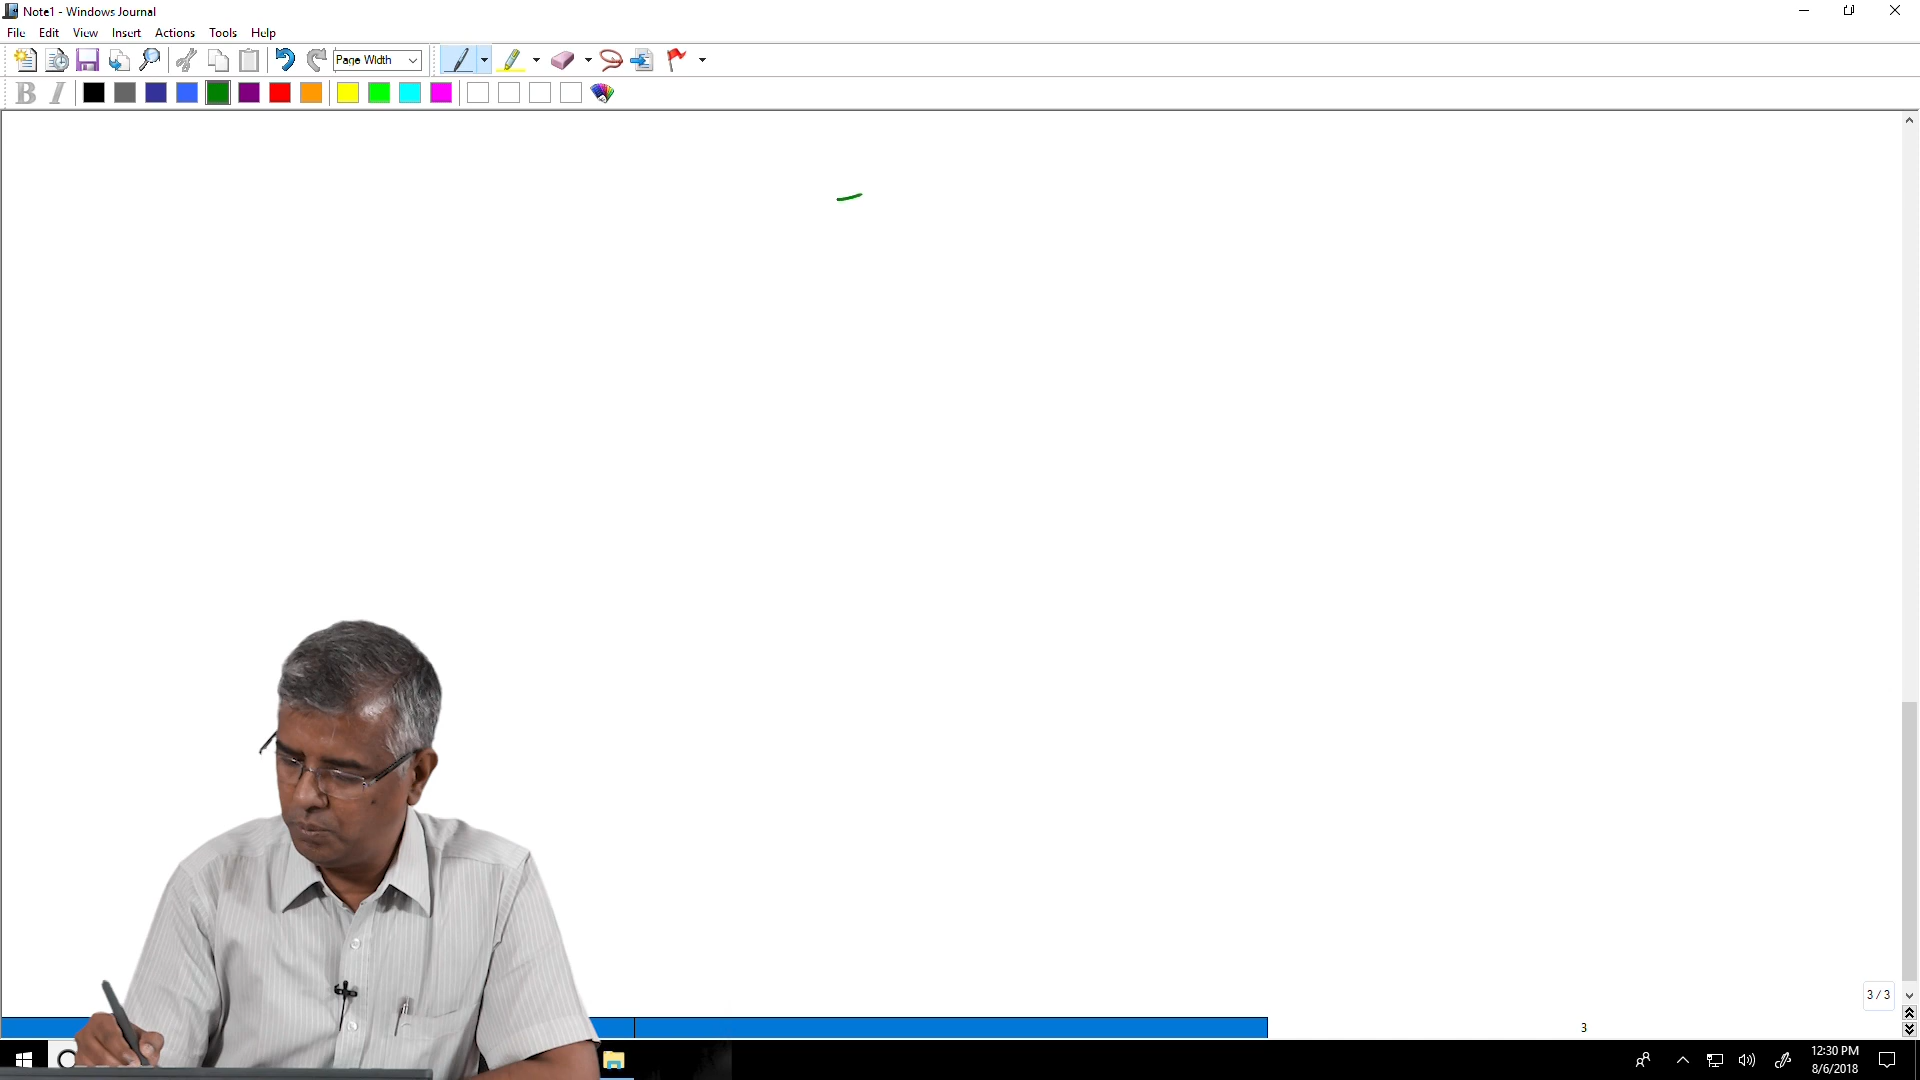 Note1 - Windows Journal
File Edit View Insert Actions Tools Help
Page Width
B I
3 / 3
3
12:30 PM
8/6/2018